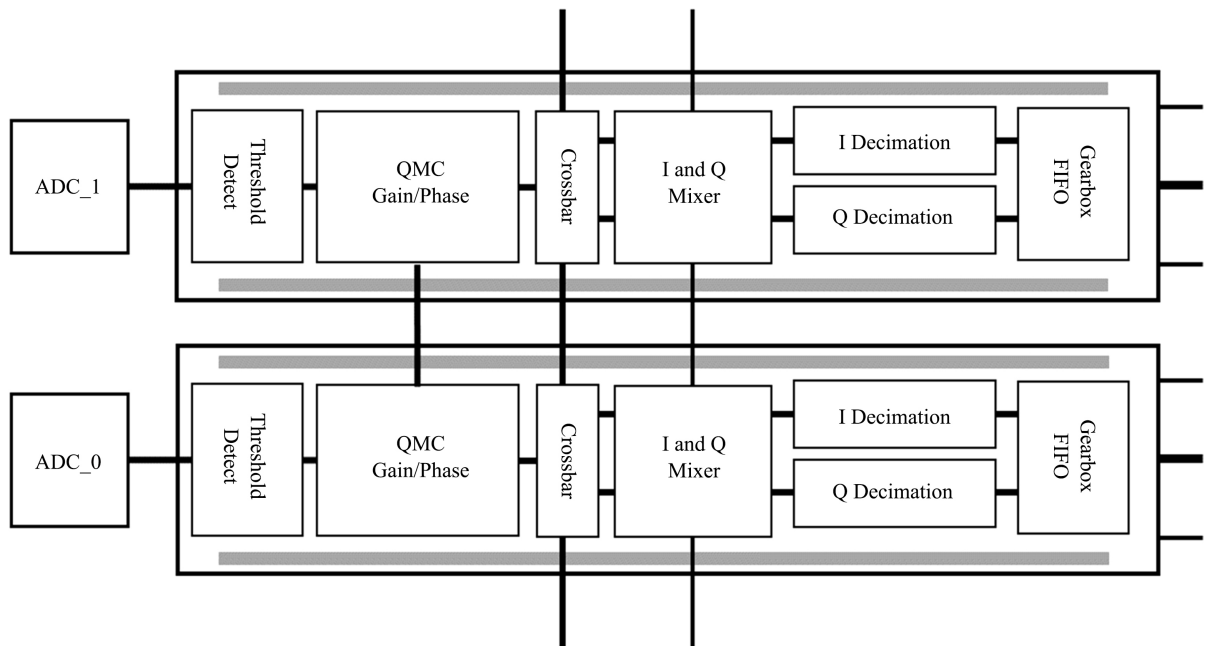 ADC_1
Threshold
Detect
QMC
Gain/Phase
Crossbar
I and Q
Mixer
I Decimation
Q Decimation
Gearbox
FIFO
ADC_0
Threshold
Detect
QMC
Gain/Phase
Crossbar
I and Q
Mixer
I Decimation
Q Decimation
Gearbox
FIFO